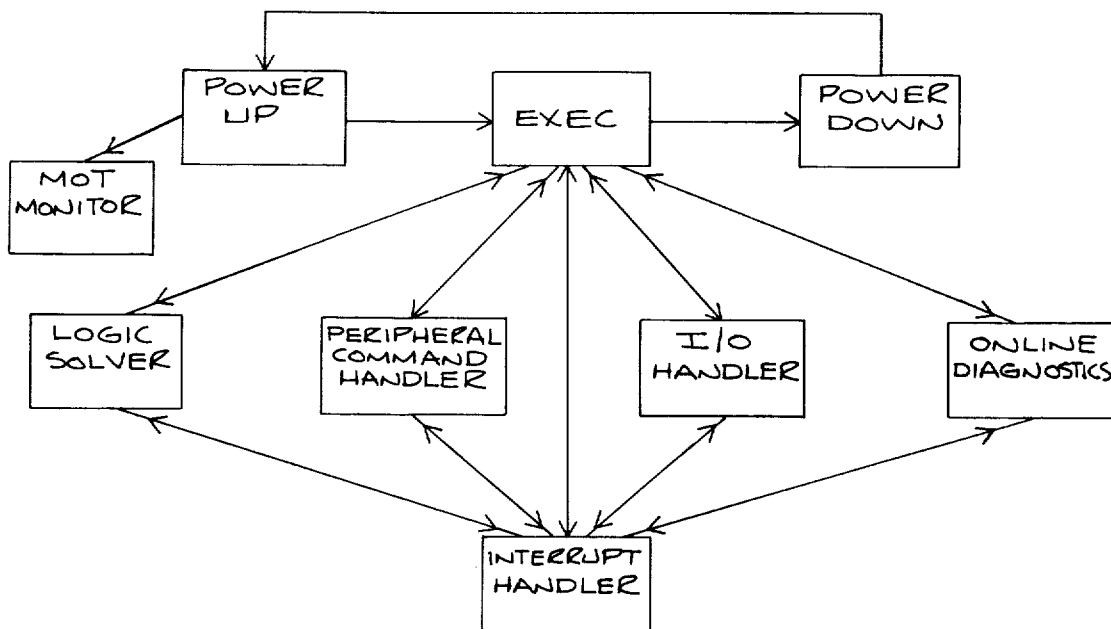 POWER
UP
EXEC
POWER
DOWN
MOT
MONITOR
LOGIC
SOLVER
PERIPHERAL
COMMAND
HANDLER
I/O
HANDLER
ONLINE
DIAGNOSTICS
INTERRUPT
HANDLER